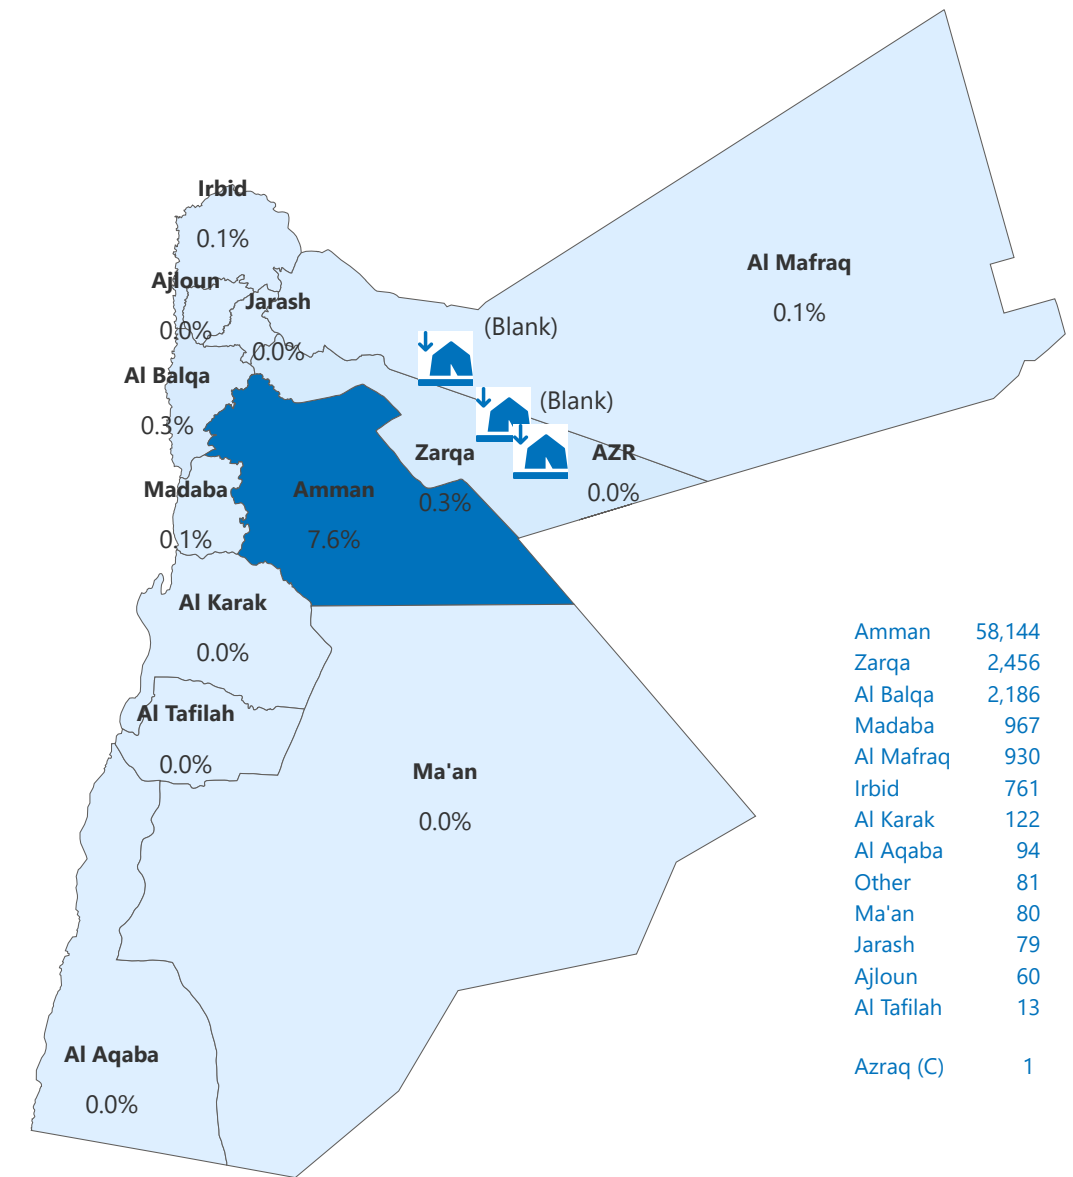 Irbid
0.1%
Ajloun
0.0%
Jarash
0.0%
Al Mafraq
0.1%
(Blank)
(Blank)
Al Balqa
0.3%
Zarqa
0.3%
AZR
0.0%
Madaba
0.1%
Amman
7.6%
Al Karak
0.0%
Al Tafilah
0.0%
Ma'an
0.0%
Al Aqaba
0.0%
Amman 58,144
Zarqa 2,456
Al Balqa 2,186
Madaba 967
Al Mafraq 930
Irbid 761
Al Karak 122
Al Aqaba 94
Other 81
Ma'an 80
Jarash 79
Ajloun 60
Al Tafilah 13
Azraq (C) 1